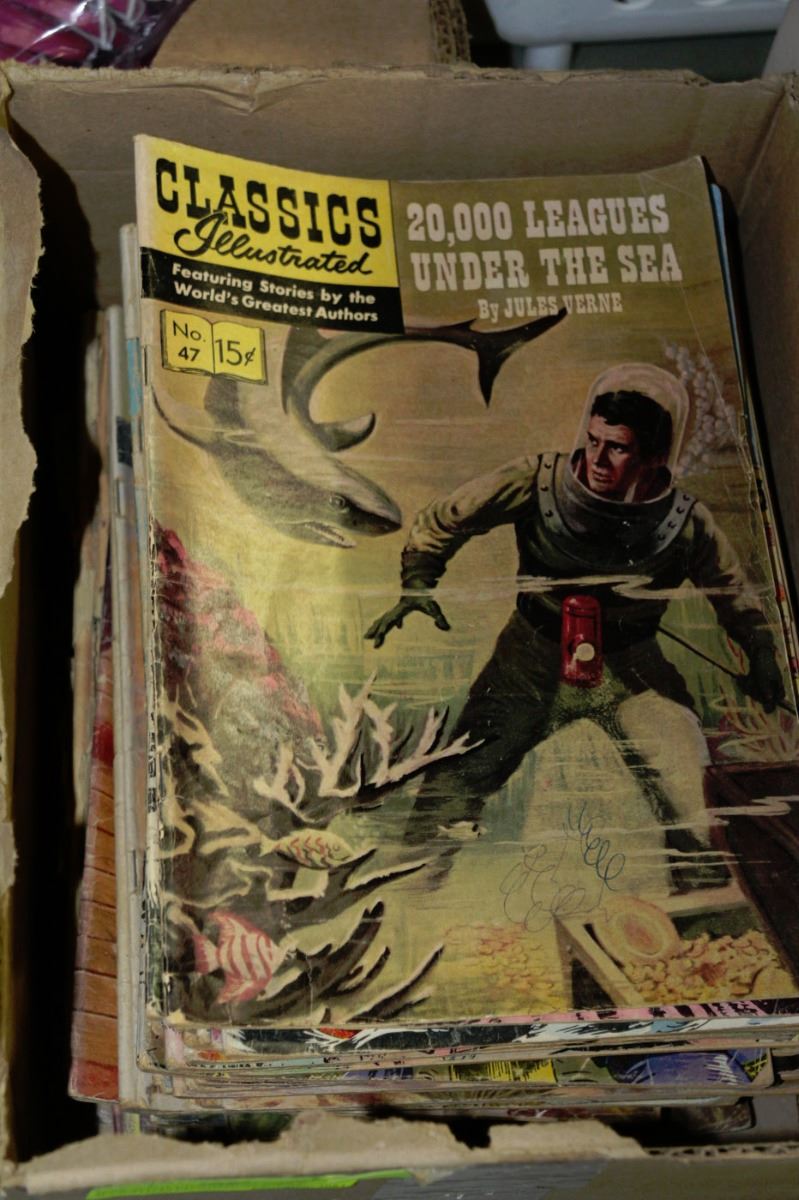 CLASSICS
Illustrated
Featuring Stories by the
World's Greatest Authors
No.
47
15¢
20,000 LEAGUES
UNDER THE SEA
By JULES VERNE